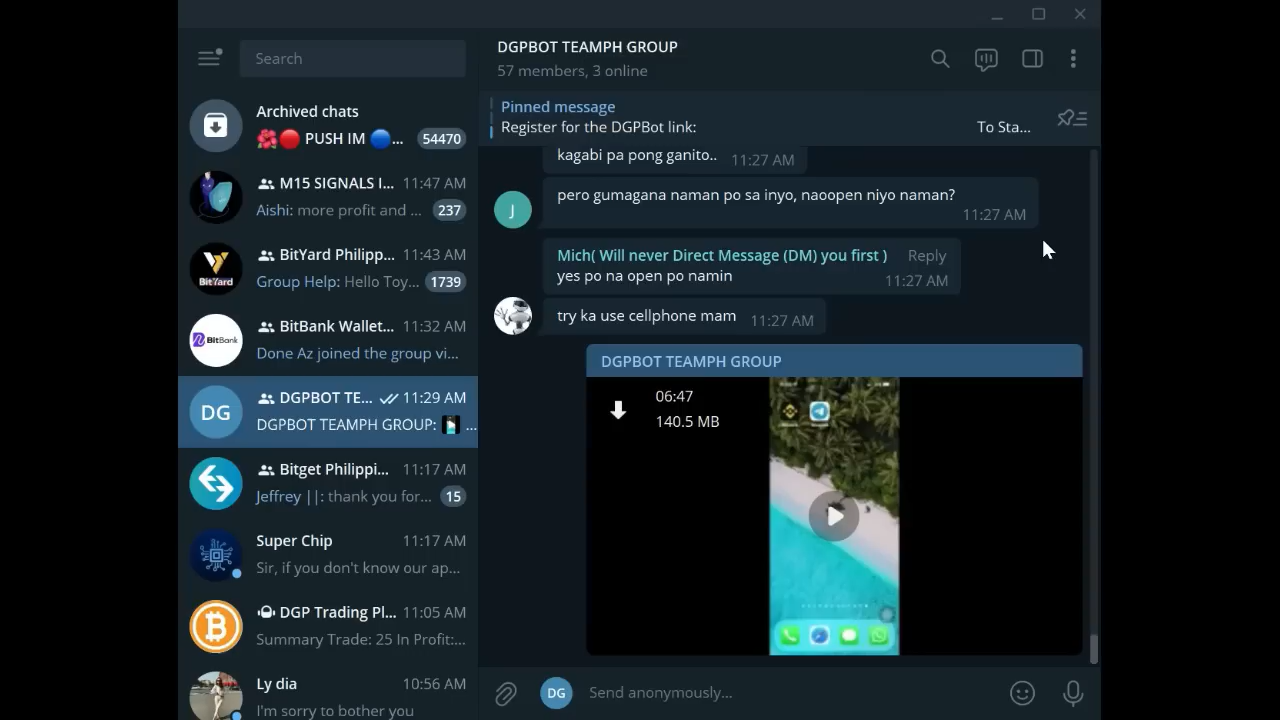 Search
Archived chats
🌺🔴 PUSH IM 🔵... 54470
M15 SIGNALS I... 11:47 AM
Aishi: more profit and ... 237
BitYard Philipp... 11:43 AM
Group Help: Hello Toy... 1739
BitYard
BitBank Wallet... 11:32 AM
Done Az joined the group vi...
BitBank
DGPBOT TE... 11:29 AM
DGPBOT TEAMPH GROUP: ...
DG
Bitget Philippi... 11:17 AM
Jeffrey ||: thank you for... 15
Super Chip 11:17 AM
Sir, if you don't know our ap...
DGP Trading Pl... 11:05 AM
Summary Trade: 25 In Profit:...
Ly dia 10:56 AM
I'm sorry to bother you
DGPBOT TEAMPH GROUP
57 members, 3 online
Pinned message
Register for the DGPBot link: To Sta...
kagabi pa pong ganito.. 11:27 AM
pero gumagana naman po sa inyo, naoopen niyo naman?
11:27 AM
J
Mich( Will never Direct Message (DM) you first ) Reply
yes po na open po namin 11:27 AM
try ka use cellphone mam 11:27 AM
DGPBOT TEAMPH GROUP
06:47
140.5 MB
DG Send anonymously...